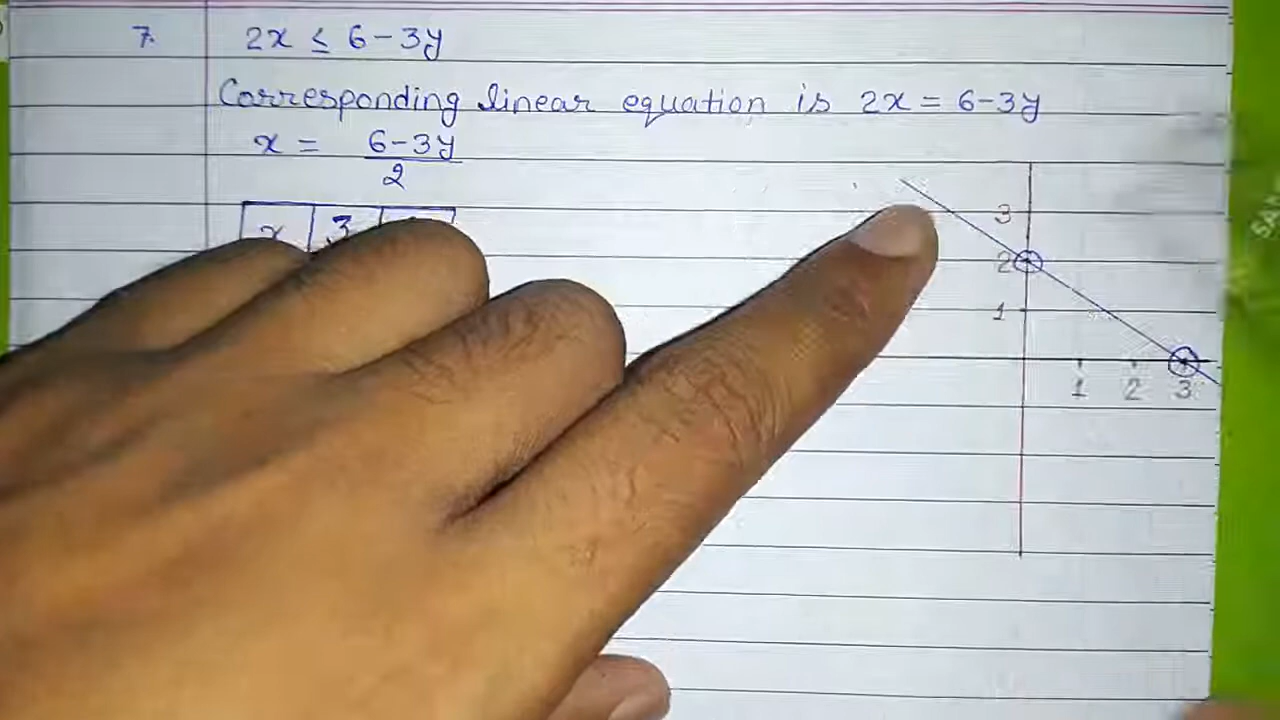 7. 2x ≤ 6-3y
Corresponding linear equation is 2x = 6-3y
x = 6-3y
2
x 3
3
2
1
1 2 3